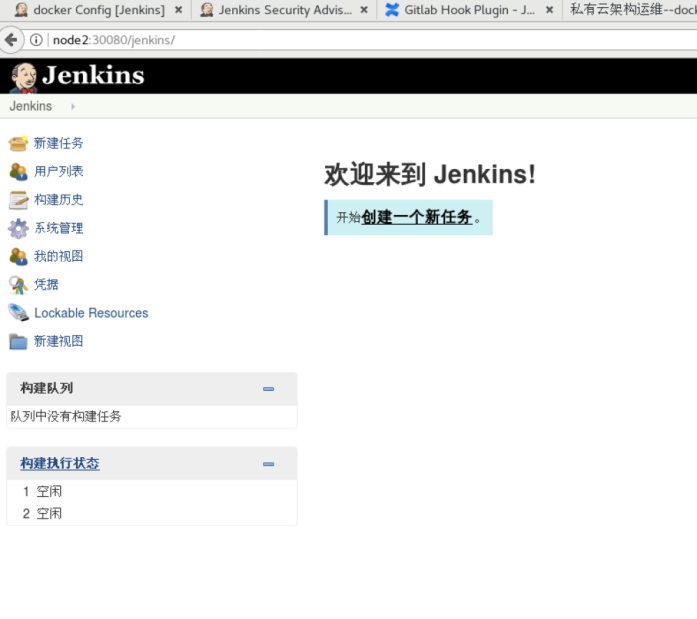 docker Config [Jenkins] ×
Jenkins Security Advis... ×
Gitlab Hook Plugin - J... ×
私有云架构运维--dock
node2:30080/jenkins/
Jenkins
Jenkins
新建任务
用户列表
构建历史
系统管理
我的视图
凭据
Lockable Resources
新建视图
欢迎来到 Jenkins!
开始创建一个新任务。
构建队列
队列中没有构建任务
构建执行状态
1 空闲
2 空闲